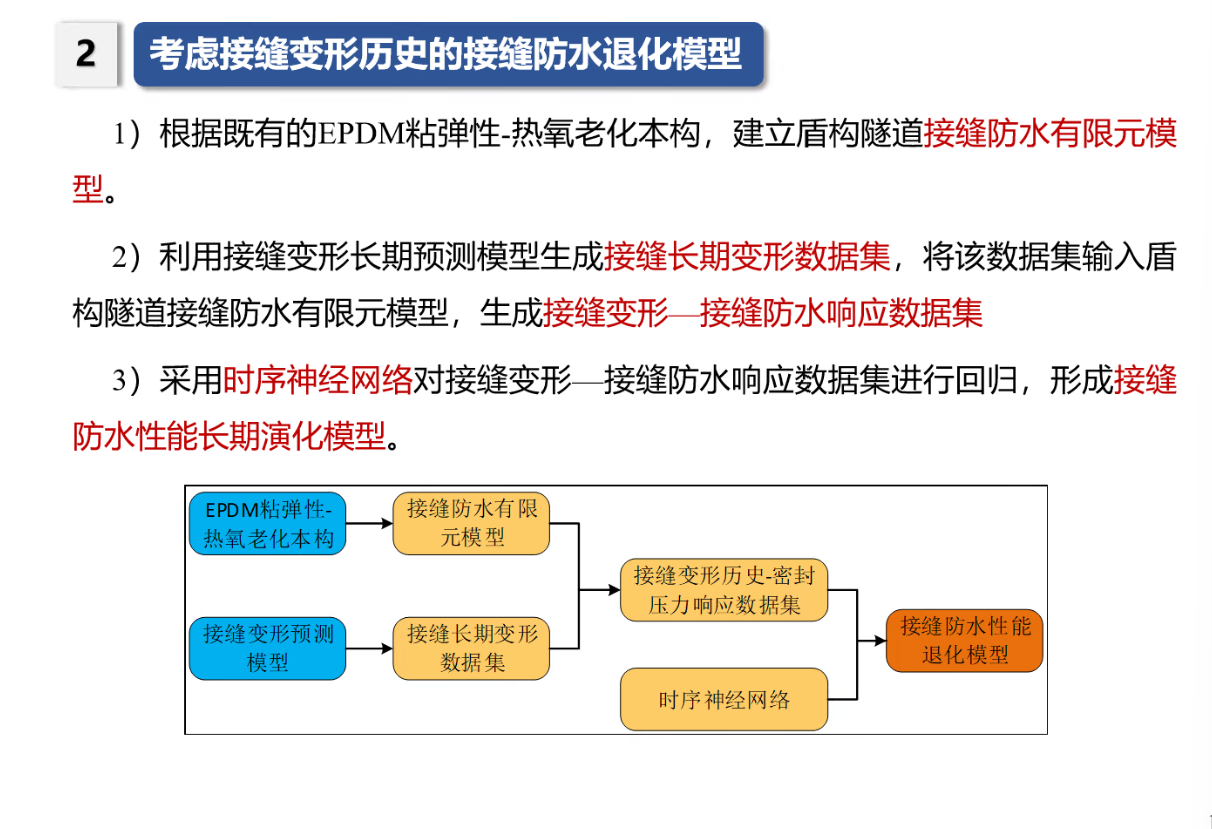 2
考虑接缝变形历史的接缝防水退化模型
1）根据既有的EPDM粘弹性-热氧老化本构，建立盾构隧道接缝防水有限元模
型。
2）利用接缝变形长期预测模型生成接缝长期变形数据集，将该数据集输入盾
构隧道接缝防水有限元模型，生成接缝变形—接缝防水响应数据集
3）采用时序神经网络对接缝变形—接缝防水响应数据集进行回归，形成接缝
防水性能长期演化模型。
EPDM粘弹性-
热氧老化本构
接缝防水有限
元模型
接缝变形预测
模型
接缝长期变形
数据集
接缝变形历史-密封
压力响应数据集
时序神经网络
接缝防水性能
退化模型